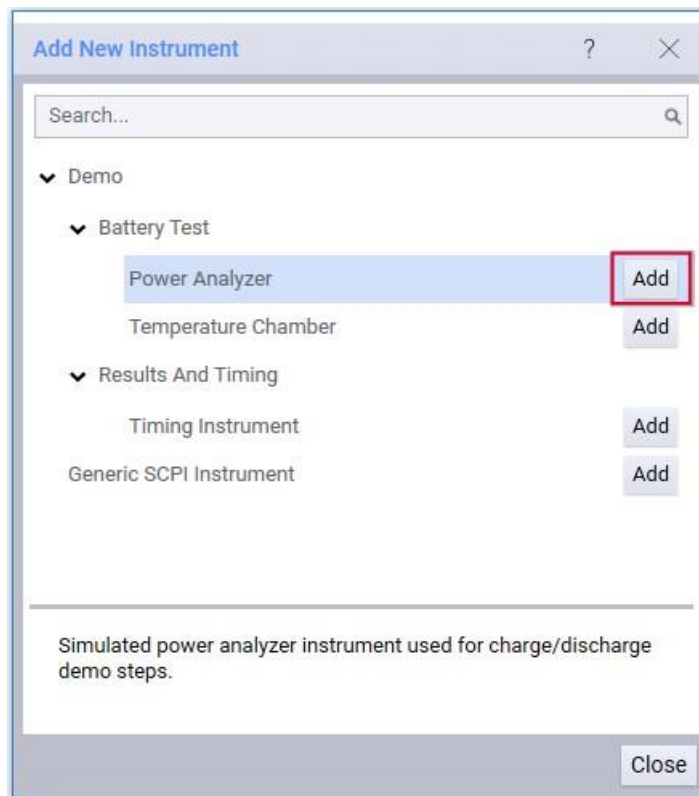 Add New Instrument ?
Search...
Demo
Battery Test
Power Analyzer Add
Temperature Chamber Add
Results And Timing
Timing Instrument Add
Generic SCPI Instrument Add
Simulated power analyzer instrument used for charge/discharge
demo steps.
Close